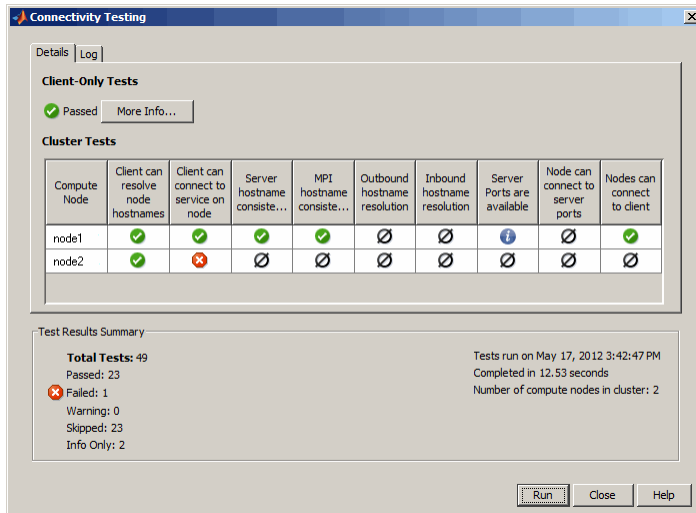 Connectivity Testing
Details
Log
Client-Only Tests
Passed
More Info...
Cluster Tests
Compute Node
Client can resolve node hostnames
Client can connect to service on node
Server hostname consiste...
MPI hostname consiste...
Outbound hostname resolution
Inbound hostname resolution
Server Ports are available
Node can connect to server ports
Nodes can connect to client
node1
node2
Test Results Summary
Total Tests: 49
Passed: 23
Failed: 1
Warning: 0
Skipped: 23
Info Only: 2
Tests run on May 17, 2012 3:42:47 PM
Completed in 12.53 seconds
Number of compute nodes in cluster: 2
Run
Close
Help